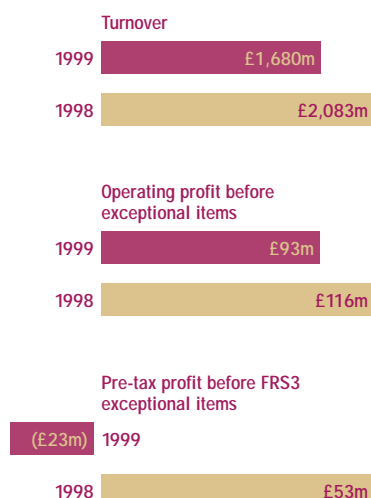 Turnover
1999 £1,680m
1998 £2,083m
Operating profit before
exceptional items
1999 £93m
1998 £116m
Pre-tax profit before FRS3
exceptional items
(£23m) 1999
1998 £53m